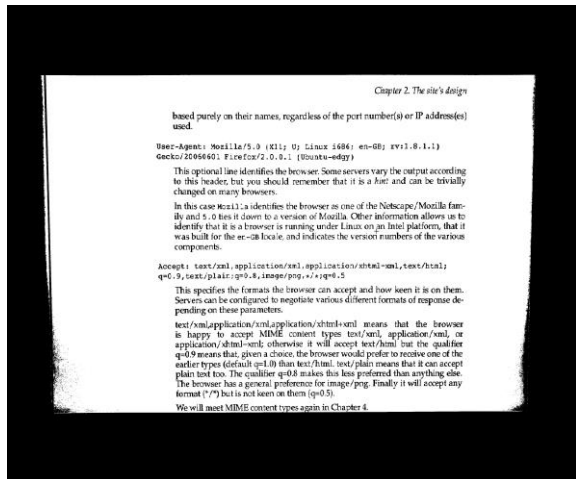 Chapter 2. The site's design
based purely on their names, regardless of the port number(s) or IP address(es)
used.
User-Agent: Mozilla/5.0 (X11; U; Linux i686; en-GB; rv:1.8.1.1)
Gecko/20060601 Firefox/2.0.0.1 (Ubuntu-edgy)
This optional line identifies the browser. Some servers vary the output according
to this header, but you should remember that it is a hint and can be trivially
changed on many browsers.
In this case Mozilla identifies the browser as one of the Netscape/Mozilla fam-
ily and 5.0 ties it down to a version of Mozilla. Other information allows us to
identify that it is a browser is running under Linux on an Intel platform, that it
was built for the en-GB locale, and indicates the version numbers of the various
components.
Accept: text/xml,application/xml,application/xhtml+xml,text/html;
q=0.9,text/plain;q=0.8,image/png,*/*;q=0.5
This specifies the formats the browser can accept and how keen it is on them.
Servers can be configured to negotiate various different formats of response de-
pending on these parameters.
text/xml,application/xml,application/xhtml+xml means that the browser
is happy to accept MIME content types text/xml, application/xml, or
application/xhtml+xml; otherwise it will accept text/html but the qualifier
q=0.9 means that, given a choice, the browser would prefer to receive one of the
earlier types (default q=1.0) than text/html. text/plain means that it can accept
plain text too. The qualifier q=0.8 makes this less preferred than anything else.
The browser has a general preference for image/png. Finally it will accept any
format (*/*) but is not keen on them (q=0.5).
We will meet MIME content types again in Chapter 4.